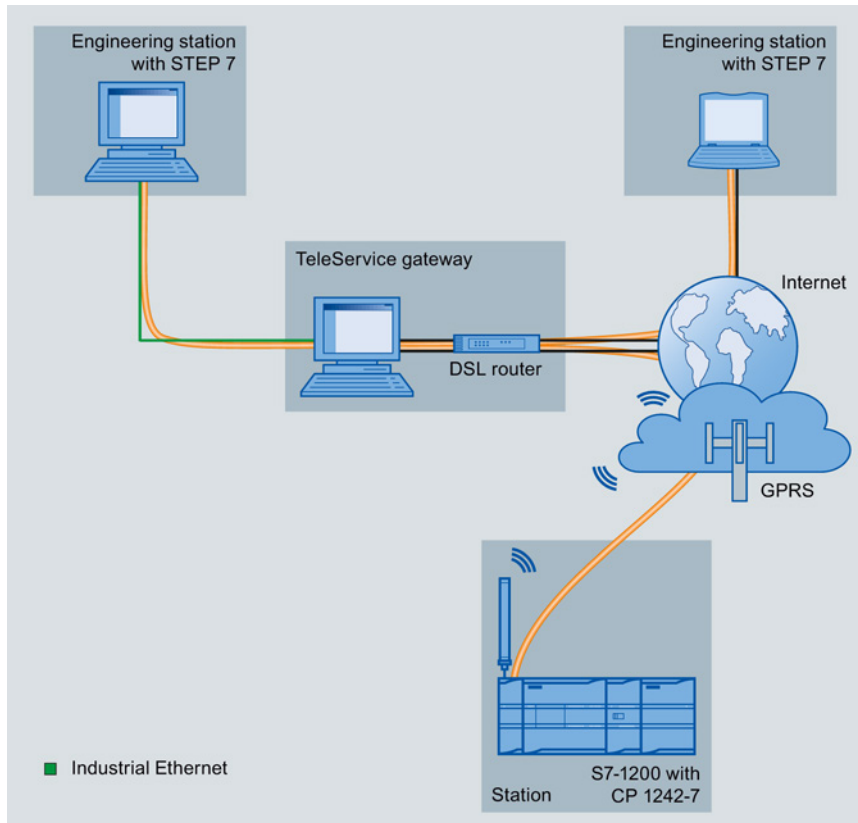 Engineering station
with STEP 7
Engineering station
with STEP 7
TeleService gateway
Internet
DSL router
GPRS
Industrial Ethernet
S7-1200 with
CP 1242-7
Station